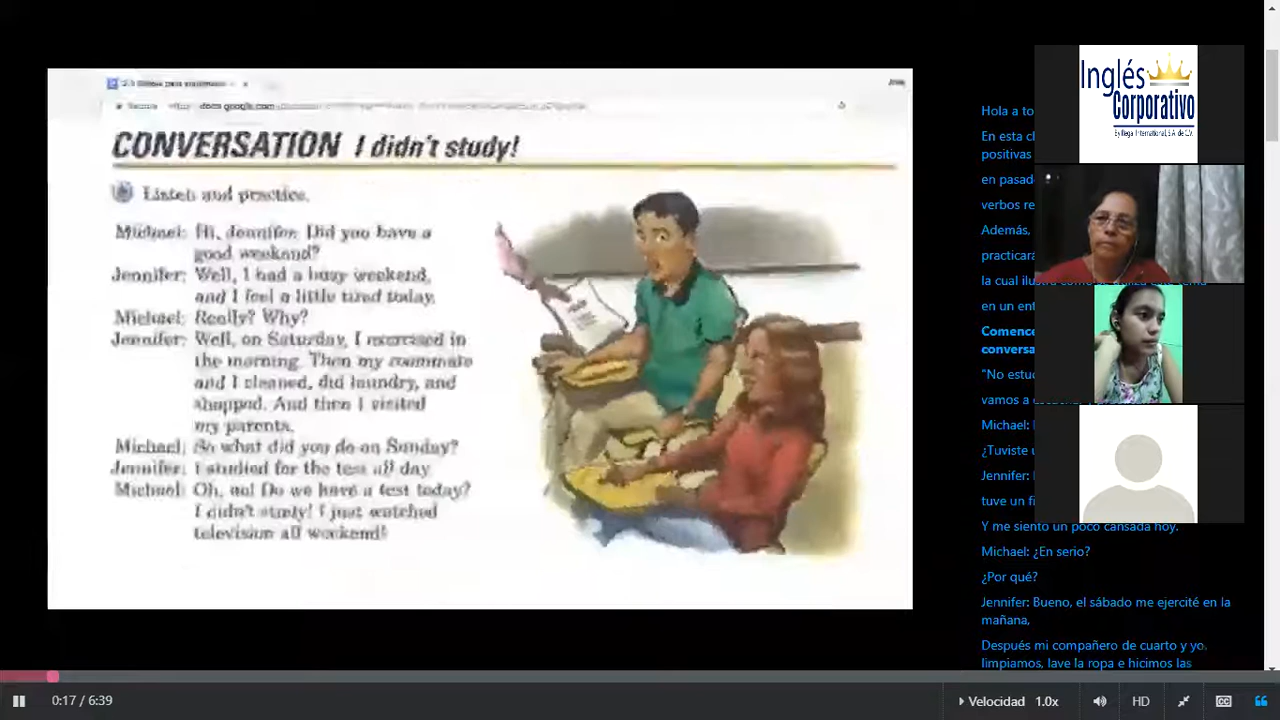 CONVERSATION I didn't study!
Listen and practice.
Michael: Hi, Jennifer. Did you have a
good weekend?
Jennifer: Well, I had a busy weekend,
and I feel a little tired today.
Michael: Really? Why?
Jennifer: Well, on Saturday, I exercised in
the morning. Then my roommate
and I cleaned, did laundry, and
shopped. And then I visited
my parents.
Michael: So what did you do on Sunday?
Jennifer: I studied for the test all day.
Michael: Oh, no! Do we have a test today?
I didn't study! I just watched
television all weekend!
Inglés
Corporativo
Hola a to
En esta cl
positivas
en pasad
verbos re
Además,
practicará
en un ent
Comence
conversa
"No estuc
vamos a
Michael:
¿Tuviste u
Jennifer:
tuve un fi
Y me siento un poco cansada hoy.
Michael: ¿En serio?
¿Por qué?
Jennifer: Bueno, el sábado me ejercité en la
mañana,
Después mi compañero de cuarto y yo,
limpiamos, lave la ropa e hicimos las
0:17 / 6:39
Velocidad 1.0x
HD
CC